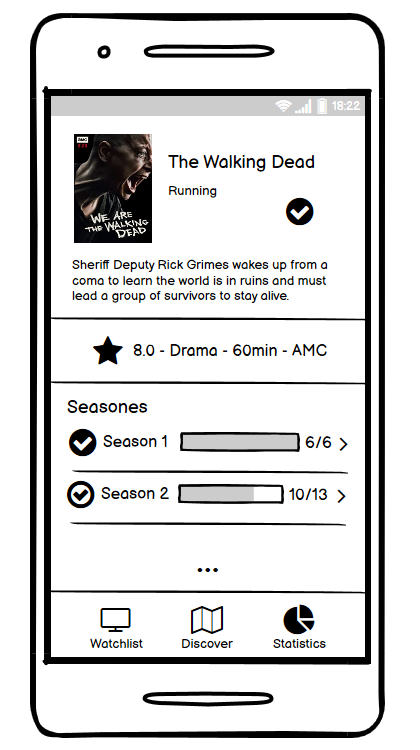 18:22
AMC
WE ARE
THE WALKING
DEAD
The Walking Dead
Running
Sheriff Deputy Rick Grimes wakes up from a
coma to learn the world is in ruins and must
lead a group of survivors to stay alive.
8.0 - Drama - 60min - AMC
Seasones
Season 1 6/6 >
Season 2 10/13 >
...
Watchlist Discover Statistics